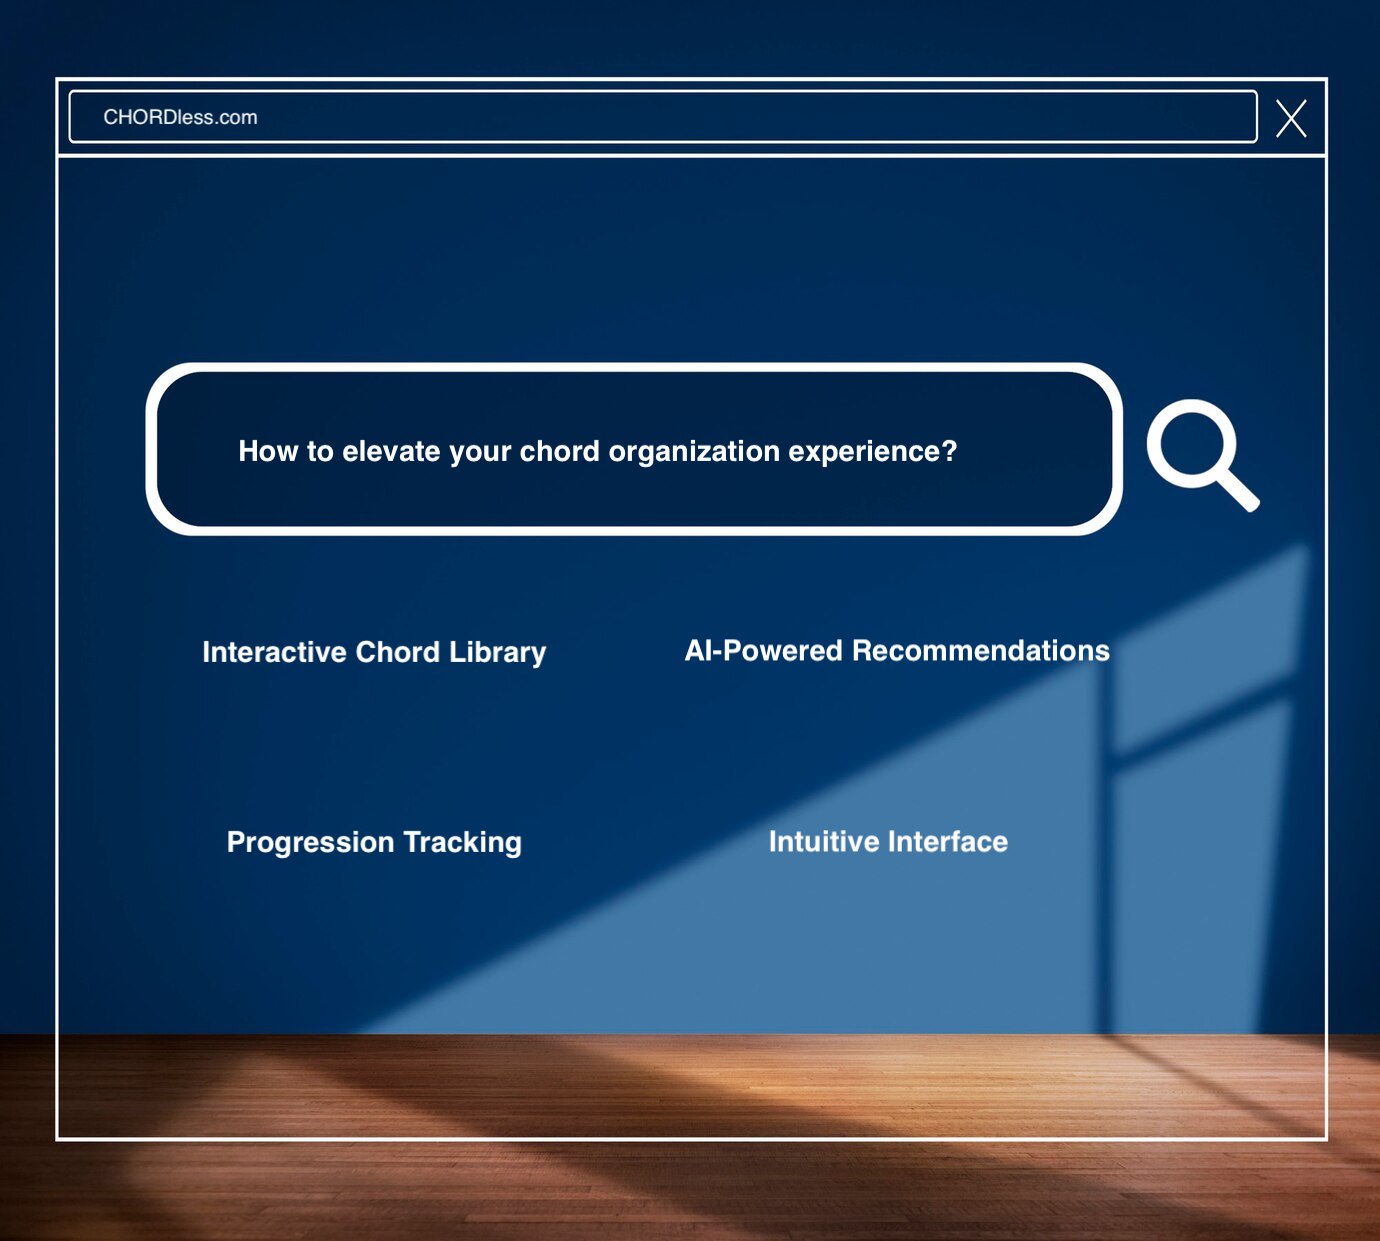 CHORDless.com
How to elevate your chord organization experience?
Interactive Chord Library
AI-Powered Recommendations
Progression Tracking
Intuitive Interface